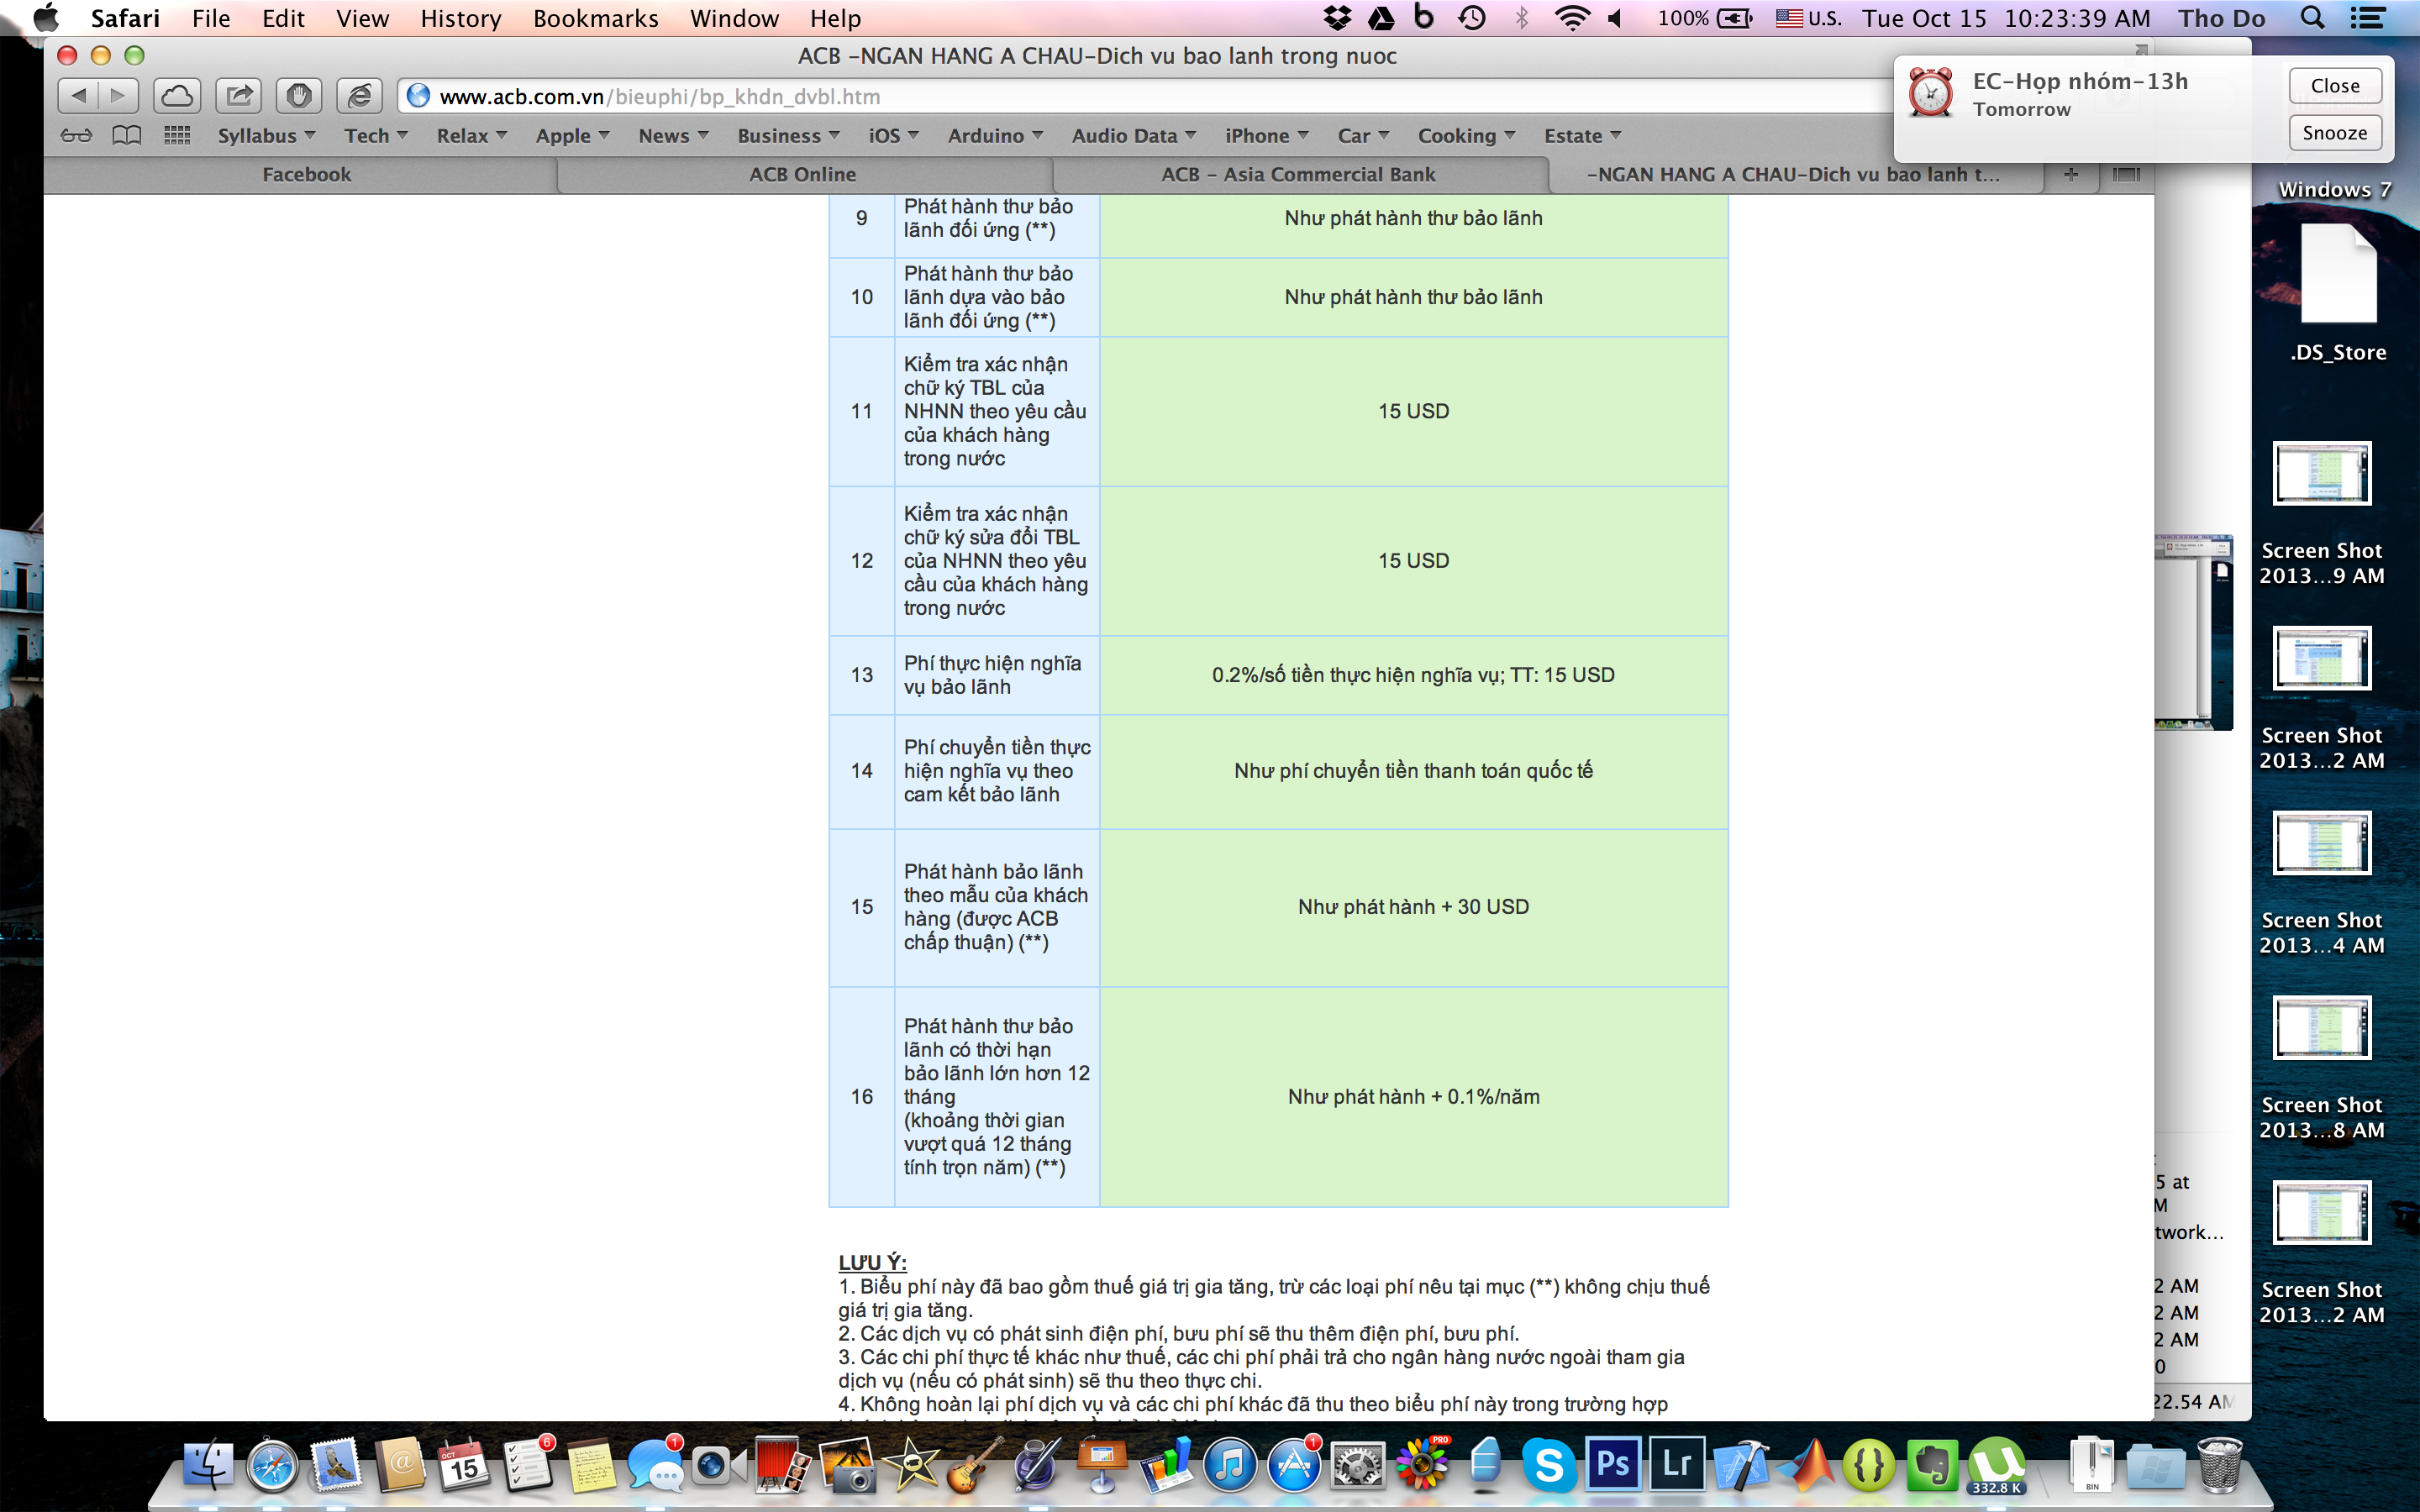 Safari File Edit View History Bookmarks Window Help 100% U.S. Tue Oct 15 10:23:39 AM Tho Do
ACB -NGAN HANG A CHAU-Dich vu bao lanh trong nuoc
www.acb.com.vn/bieuphi/bp_khdn_dvbl.htm
EC-Họp nhóm-13h
Tomorrow
Close
Snooze
Syllabus Tech Relax Apple News Business iOS Arduino Audio Data iPhone Car Cooking Estate
Facebook ACB Online ACB - Asia Commercial Bank -NGAN HANG A CHAU-Dich vu bao lanh t...
9
Phát hành thư bảo
lãnh đối ứng (**)
Như phát hành thư bảo lãnh
10
Phát hành thư bảo
lãnh dựa vào bảo
lãnh đối ứng (**)
Như phát hành thư bảo lãnh
11
Kiểm tra xác nhận
chữ ký TBL của
NHNN theo yêu cầu
của khách hàng
trong nước
15 USD
12
Kiểm tra xác nhận
chữ ký sửa đổi TBL
của NHNN theo yêu
cầu của khách hàng
trong nước
15 USD
13
Phí thực hiện nghĩa
vụ bảo lãnh
0.2%/số tiền thực hiện nghĩa vụ; TT: 15 USD
14
Phí chuyển tiền thực
hiện nghĩa vụ theo
cam kết bảo lãnh
Như phí chuyển tiền thanh toán quốc tế
15
Phát hành bảo lãnh
theo mẫu của khách
hàng (được ACB
chấp thuận) (**)
Như phát hành + 30 USD
16
Phát hành thư bảo
lãnh có thời hạn
bảo lãnh lớn hơn 12
tháng
(khoảng thời gian
vượt quá 12 tháng
tính trọn năm) (**)
Như phát hành + 0.1%/năm
LƯU Ý:
1. Biểu phí này đã bao gồm thuế giá trị gia tăng, trừ các loại phí nêu tại mục (**) không chịu thuế
giá trị gia tăng.
2. Các dịch vụ có phát sinh điện phí, bưu phí sẽ thu thêm điện phí, bưu phí.
3. Các chi phí thực tế khác như thuế, các chi phí phải trả cho ngân hàng nước ngoài tham gia
dịch vụ (nếu có phát sinh) sẽ thu theo thực chi.
4. Không hoàn lại phí dịch vụ và các chi phí khác đã thu theo biểu phí này trong trường hợp
Windows 7
.DS_Store
Screen Shot
2013...9 AM
Screen Shot
2013...2 AM
Screen Shot
2013...4 AM
Screen Shot
2013...8 AM
Screen Shot
2013...2 AM
5 at
M
twork...
2 AM
2 AM
2 AM
0
22.54 AM
OCT
15
6
1
1
PRO
Ps
Lr
332.8 K
BIN